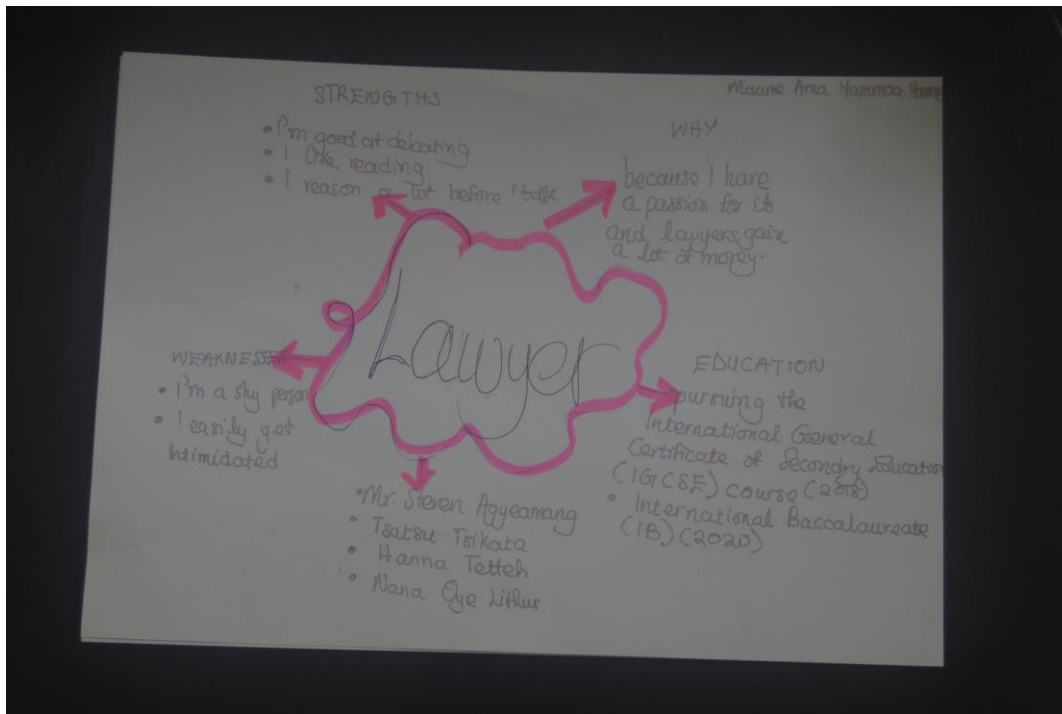 Maame Ama
STRENGTHS
• I'm good at debating
• I like reading
• I reason a lot before I talk
WHY
because I have
a passion for it
and lawyers gain
a lot of money.
Lawyer
WEAKNESSES
• I'm a shy person
• I easily get
intimidated
EDUCATION
• pursuing the
International General
Certificate of Secondry Education
(IGCSE) course (2018)
• International Baccalaureate
(IB) (2020)
• Mr. Steven Agyeamang
• Tsatsu Tsikata
• Hanna Tetteh
• Nana Oye Lithur